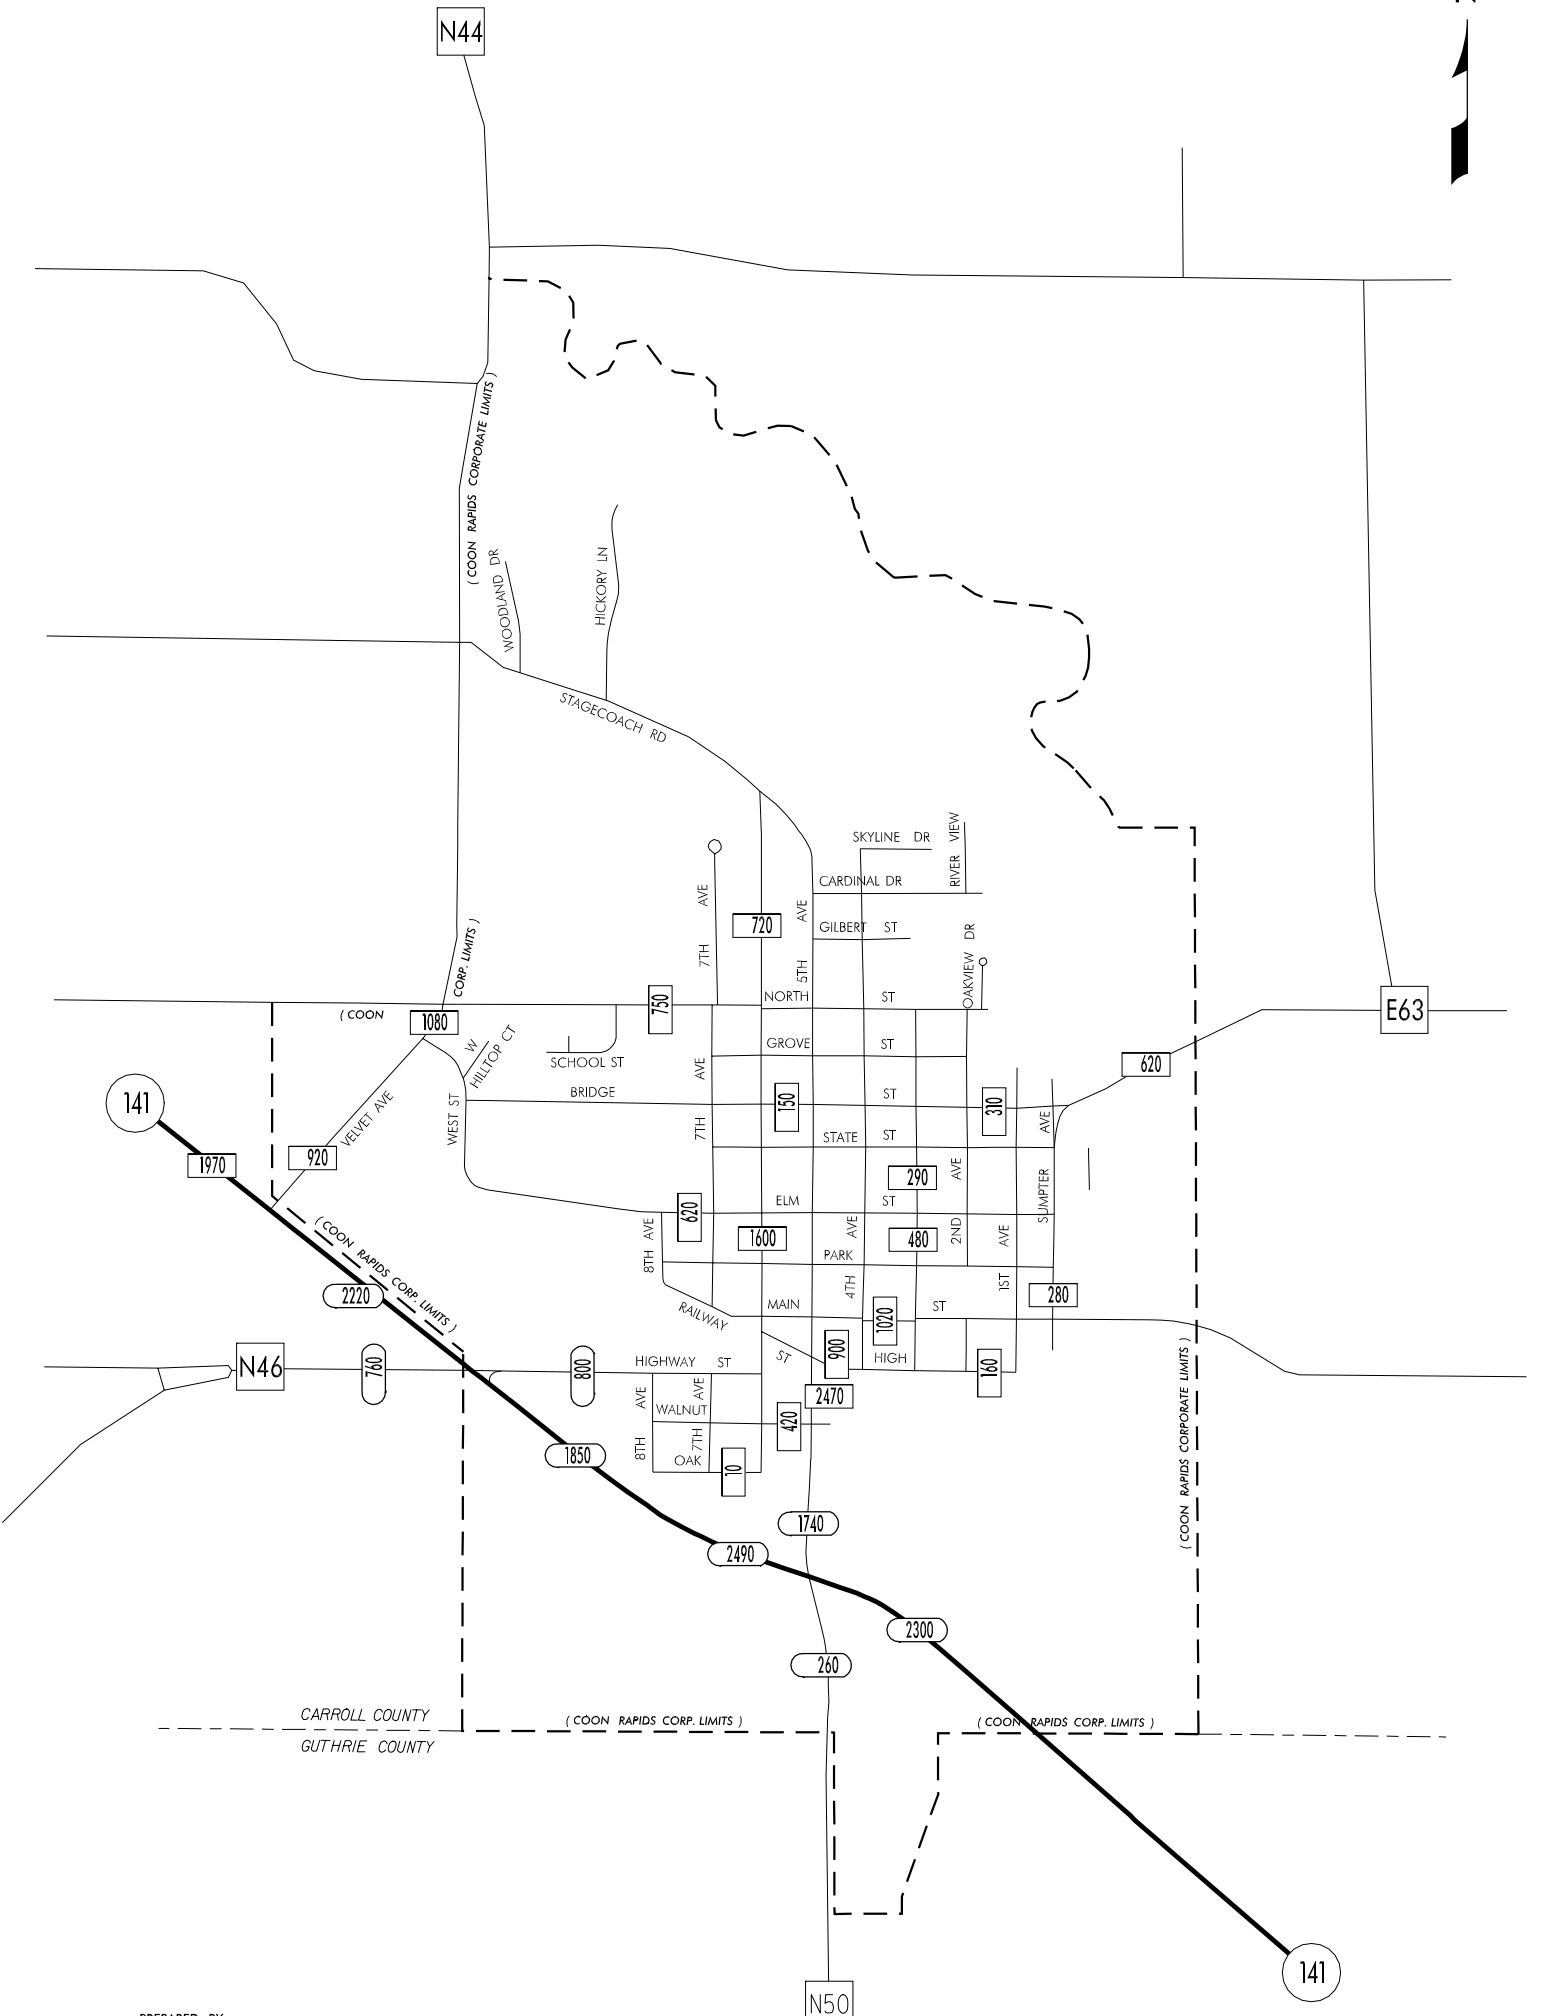 N44
( COON RAPIDS CORPORATE LIMITS )
WOODLAND DR
HICKORY LN
STAGECOACH RD
SKYLINE DR
RIVER VIEW
CARDINAL DR
7TH AVE
720
5TH AVE
GILBERT ST
OAKVIEW DR
CORP. LIMITS )
( COON
750
NORTH ST
E63
1080
W HILLTOP CT
SCHOOL ST
GROVE ST
620
BRIDGE ST
150
310
141
VELVET AVE
WEST ST
7TH AVE
STATE ST
AVE
1970
920
290
2ND AVE
SUMPTER
ELM ST
620
( COON RAPIDS CORP. LIMITS )
8TH AVE
1600
4TH AVE
480
1ST AVE
PARK
2220
280
RAILWAY ST
MAIN ST
1020
900
HIGH
N46
760
800
HIGHWAY ST
160
2470
8TH AVE
7TH AVE
WALNUT
420
( COON RAPIDS CORPORATE LIMITS )
1850
OAK
10
1740
2490
2300
260
CARROLL COUNTY
( COON RAPIDS CORP. LIMITS )
( COON RAPIDS CORP. LIMITS )
GUTHRIE COUNTY
141
N50
PREPARED BY